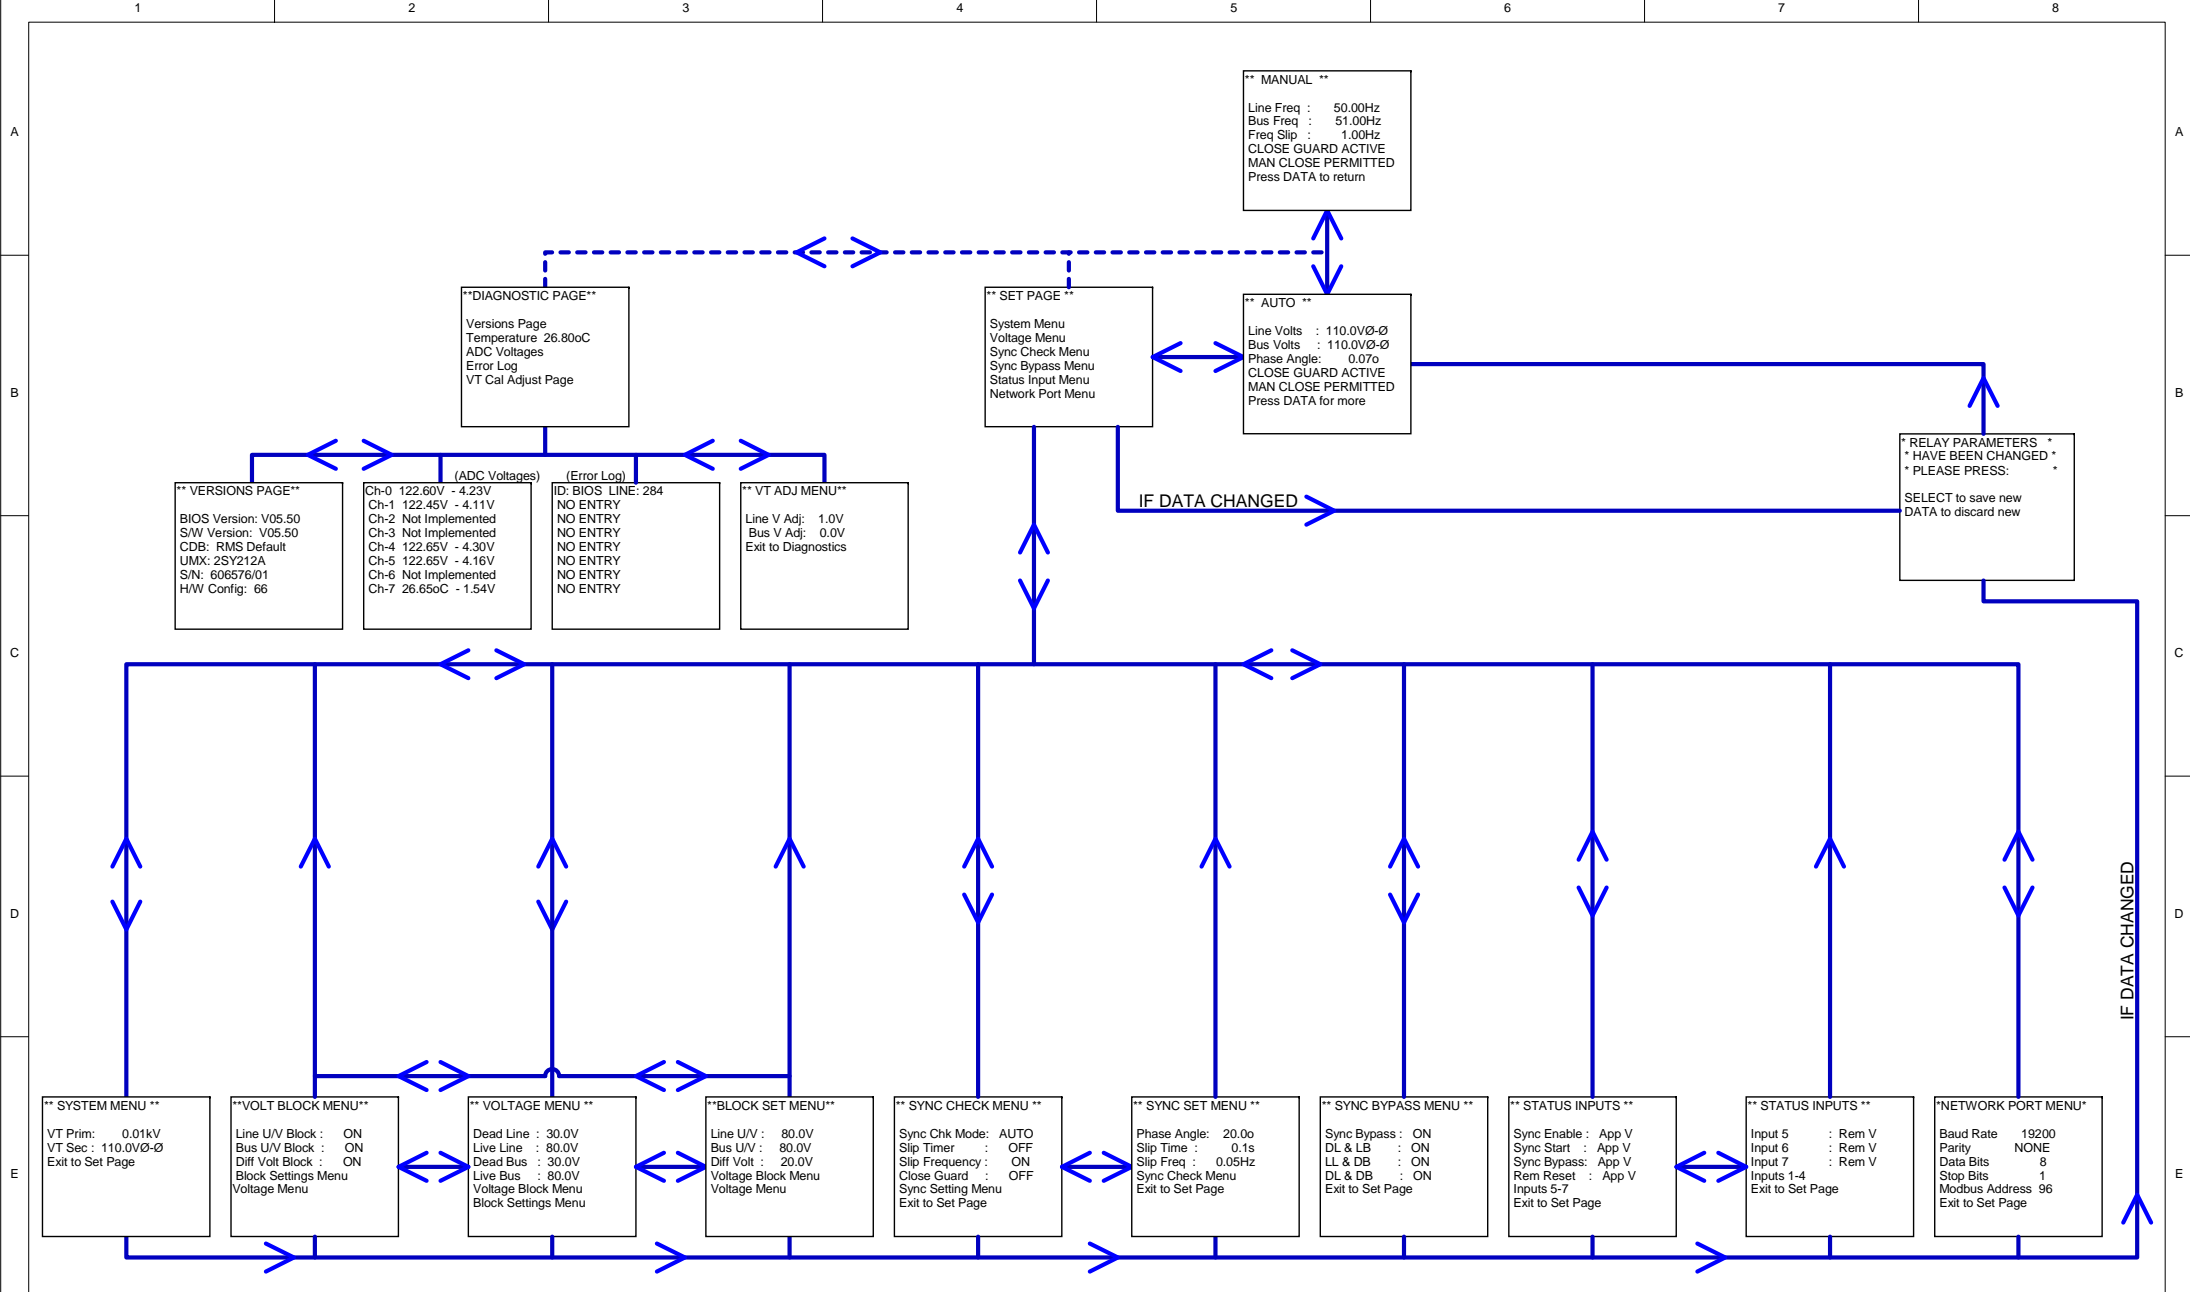 1 2 3 4 5 6 7 8
A
A
** MANUAL **
Line Freq : 50.00Hz
Bus Freq : 51.00Hz
Freq Slip : 1.00Hz
CLOSE GUARD ACTIVE
MAN CLOSE PERMITTED
Press DATA to return
B
B
**DIAGNOSTIC PAGE**
Versions Page
Temperature 26.80oC
ADC Voltages
Error Log
VT Cal Adjust Page
** SET PAGE **
System Menu
Voltage Menu
Sync Check Menu
Sync Bypass Menu
Status Input Menu
Network Port Menu
** AUTO **
Line Volts : 110.0VØ-Ø
Bus Volts : 110.0VØ-Ø
Phase Angle: 0.07o
CLOSE GUARD ACTIVE
MAN CLOSE PERMITTED
Press DATA for more
* RELAY PARAMETERS *
* HAVE BEEN CHANGED *
* PLEASE PRESS: *
SELECT to save new
DATA to discard new
IF DATA CHANGED
** VERSIONS PAGE**
BIOS Version: V05.50
S/W Version: V05.50
CDB: RMS Default
UMX: 2SY212A
S/N: 606576/01
H/W Config: 66
(ADC Voltages)
Ch-0 122.60V - 4.23V
Ch-1 122.45V - 4.11V
Ch-2 Not Implemented
Ch-3 Not Implemented
Ch-4 122.65V - 4.30V
Ch-5 122.65V - 4.16V
Ch-6 Not Implemented
Ch-7 26.65oC - 1.54V
(Error Log)
ID: BIOS LINE: 284
NO ENTRY
NO ENTRY
NO ENTRY
NO ENTRY
NO ENTRY
NO ENTRY
NO ENTRY
** VT ADJ MENU**
Line V Adj: 1.0V
Bus V Adj: 0.0V
Exit to Diagnostics
C
C
D
D
IF DATA CHANGED
E
E
** SYSTEM MENU **
VT Prim: 0.01kV
VT Sec : 110.0VØ-Ø
Exit to Set Page
**VOLT BLOCK MENU**
Line U/V Block : ON
Bus U/V Block : ON
Diff Volt Block : ON
Block Settings Menu
Voltage Menu
** VOLTAGE MENU **
Dead Line : 30.0V
Live Line : 80.0V
Dead Bus : 30.0V
Live Bus : 80.0V
Voltage Block Menu
Block Settings Menu
**BLOCK SET MENU**
Line U/V : 80.0V
Bus U/V : 80.0V
Diff Volt : 20.0V
Voltage Block Menu
Voltage Menu
** SYNC CHECK MENU **
Sync Chk Mode: AUTO
Slip Timer : OFF
Slip Frequency : ON
Close Guard : OFF
Sync Setting Menu
Exit to Set Page
** SYNC SET MENU **
Phase Angle: 20.0o
Slip Time : 0.1s
Slip Freq : 0.05Hz
Sync Check Menu
Exit to Set Page
** SYNC BYPASS MENU **
Sync Bypass : ON
DL & LB : ON
LL & DB : ON
DL & DB : ON
Exit to Set Page
** STATUS INPUTS **
Sync Enable : App V
Sync Start : App V
Sync Bypass: App V
Rem Reset : App V
Inputs 5-7
Exit to Set Page
** STATUS INPUTS **
Input 5 : Rem V
Input 6 : Rem V
Input 7 : Rem V
Inputs 1-4
Exit to Set Page
*NETWORK PORT MENU*
Baud Rate 19200
Parity NONE
Data Bits 8
Stop Bits 1
Modbus Address 96
Exit to Set Page